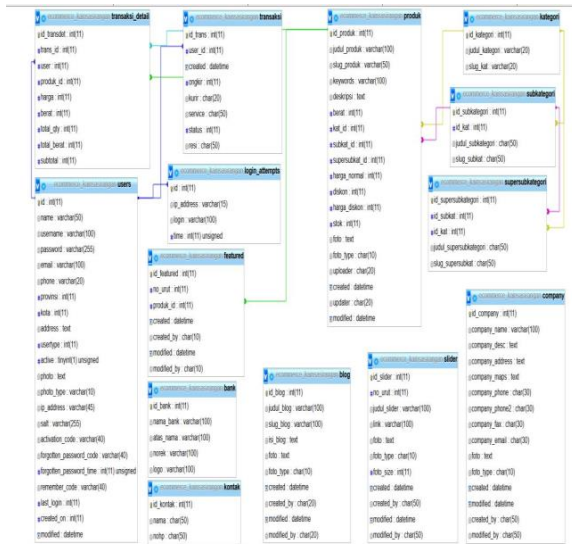 transaksi_detail
id_transdet : int(11)
trans_id : int(11)
user : int(11)
produk_id : int(11)
harga : int(11)
berat : int(11)
total_qty : int(11)
total_berat : int(11)
subtotal : int(11)
transaksi
id_trans : int(11)
user_id : int(11)
created : datetime
ongkir : int(11)
kurir : char(20)
service : char(50)
status : int(11)
resi : char(50)
produk
id_produk : int(11)
judul_produk : varchar(100)
slug_produk : varchar(50)
keywords : varchar(100)
deskripsi : text
berat : int(11)
kat_id : int(11)
subkat_id : int(11)
supersubkat_id : int(11)
harga_normal : int(11)
diskon : int(11)
harga_diskon : int(11)
stok : int(11)
foto : text
foto_type : char(10)
uploader : char(20)
created : datetime
updater : char(20)
modified : datetime
kategori
id_kategori : int(11)
judul_kategori : varchar(20)
slug_kat : varchar(20)
subkategori
id_subkategori : int(11)
id_kat : int(11)
judul_subkategori : char(50)
slug_subkat : char(50)
supersubkategori
id_supersubkategori : int(11)
id_subkat : int(11)
id_kat : int(11)
judul_supersubkategori : char(50)
slug_supersubkat : char(50)
users
id : int(11)
name : varchar(50)
username : varchar(100)
password : varchar(255)
email : varchar(100)
phone : varchar(20)
provinsi : int(11)
kota : int(11)
address : text
usertype : int(11)
active : tinyint(1) unsigned
photo : text
photo_type : varchar(10)
ip_address : varchar(45)
salt : varchar(255)
activation_code : varchar(40)
forgotten_password_code : varchar(40)
forgotten_password_time : int(11) unsigned
remember_code : varchar(40)
last_login : int(11)
created_on : int(11)
modified : datetime
login_attempts
id : int(11)
ip_address : varchar(15)
login : varchar(100)
time : int(11) unsigned
featured
id_featured : int(11)
no_urut : int(11)
produk_id : int(11)
created : datetime
created_by : char(10)
modified : datetime
modified_by : char(10)
bank
id_bank : int(11)
nama_bank : varchar(100)
atas_nama : varchar(100)
norek : varchar(100)
logo : varchar(100)
kontak
id_kontak : int(11)
nama : char(50)
nohp : char(50)
blog
id_blog : int(11)
judul_blog : varchar(100)
slug_blog : varchar(100)
isi_blog : text
foto : text
foto_type : char(10)
created : datetime
created_by : char(20)
modified : datetime
modified_by : char(20)
slider
id_slider : int(11)
no_urut : int(11)
judul_slider : varchar(100)
link : varchar(100)
foto : text
foto_type : char(10)
foto_size : int(11)
created : datetime
created_by : char(50)
modified : datetime
modified_by : char(50)
company
id_company : int(11)
company_name : varchar(100)
company_desc : text
company_address : text
company_maps : text
company_phone : char(30)
company_phone2 : char(30)
company_fax : char(30)
company_email : char(30)
foto : text
foto_type : char(10)
created : datetime
modified : datetime
created_by : char(50)
modified_by : char(50)